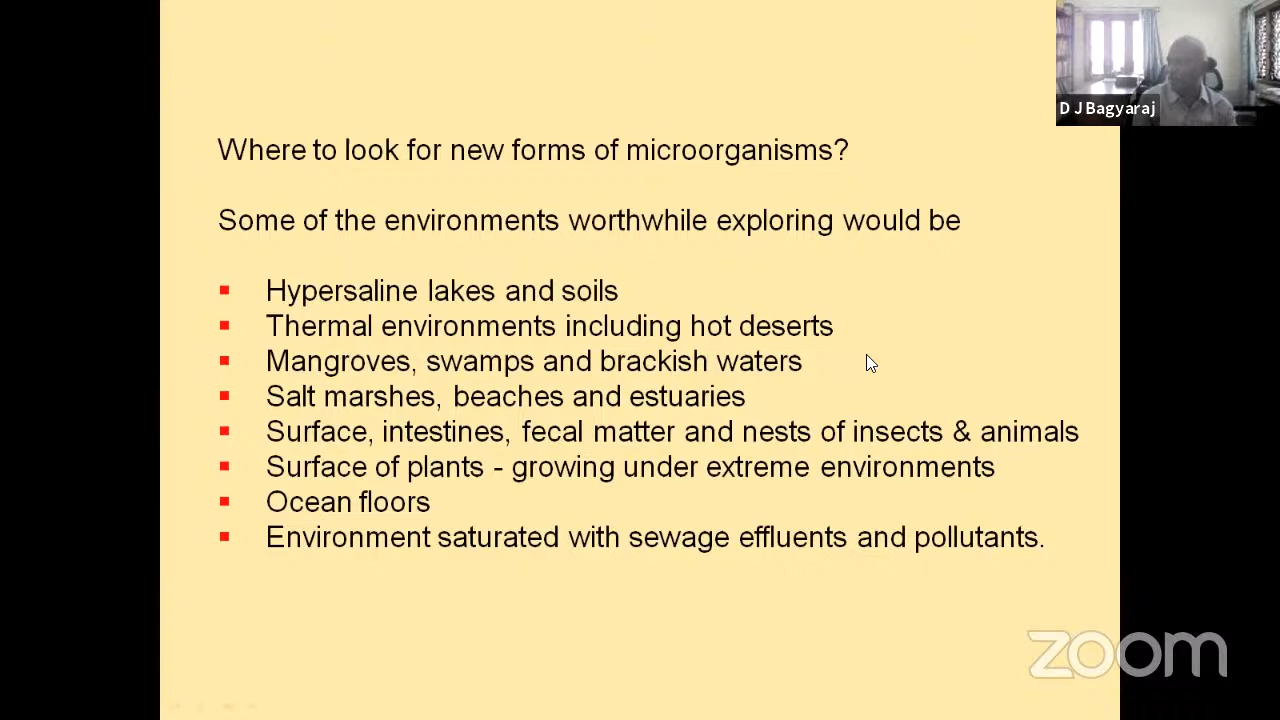 D J Bagyaraj
Where to look for new forms of microorganisms?
Some of the environments worthwhile exploring would be
Hypersaline lakes and soils
Thermal environments including hot deserts
Mangroves, swamps and brackish waters
Salt marshes, beaches and estuaries
Surface, intestines, fecal matter and nests of insects & animals
Surface of plants - growing under extreme environments
Ocean floors
Environment saturated with sewage effluents and pollutants.
zoom